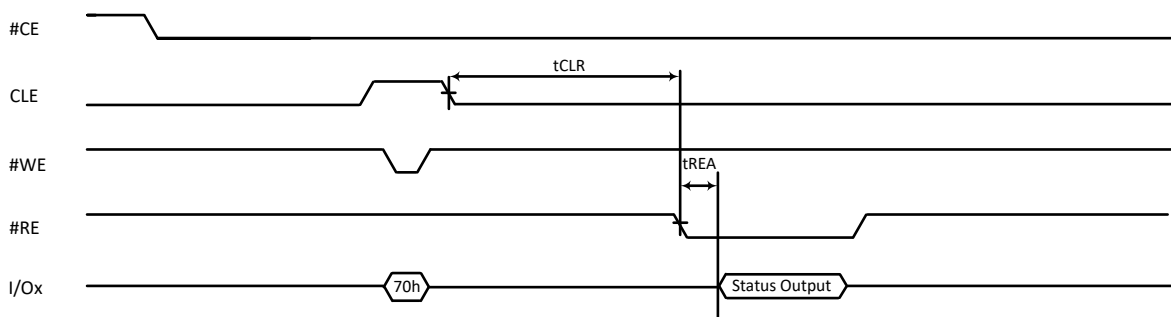 #CE
tCLR
CLE
#WE
tREA
#RE
I/Ox
70h
Status Output